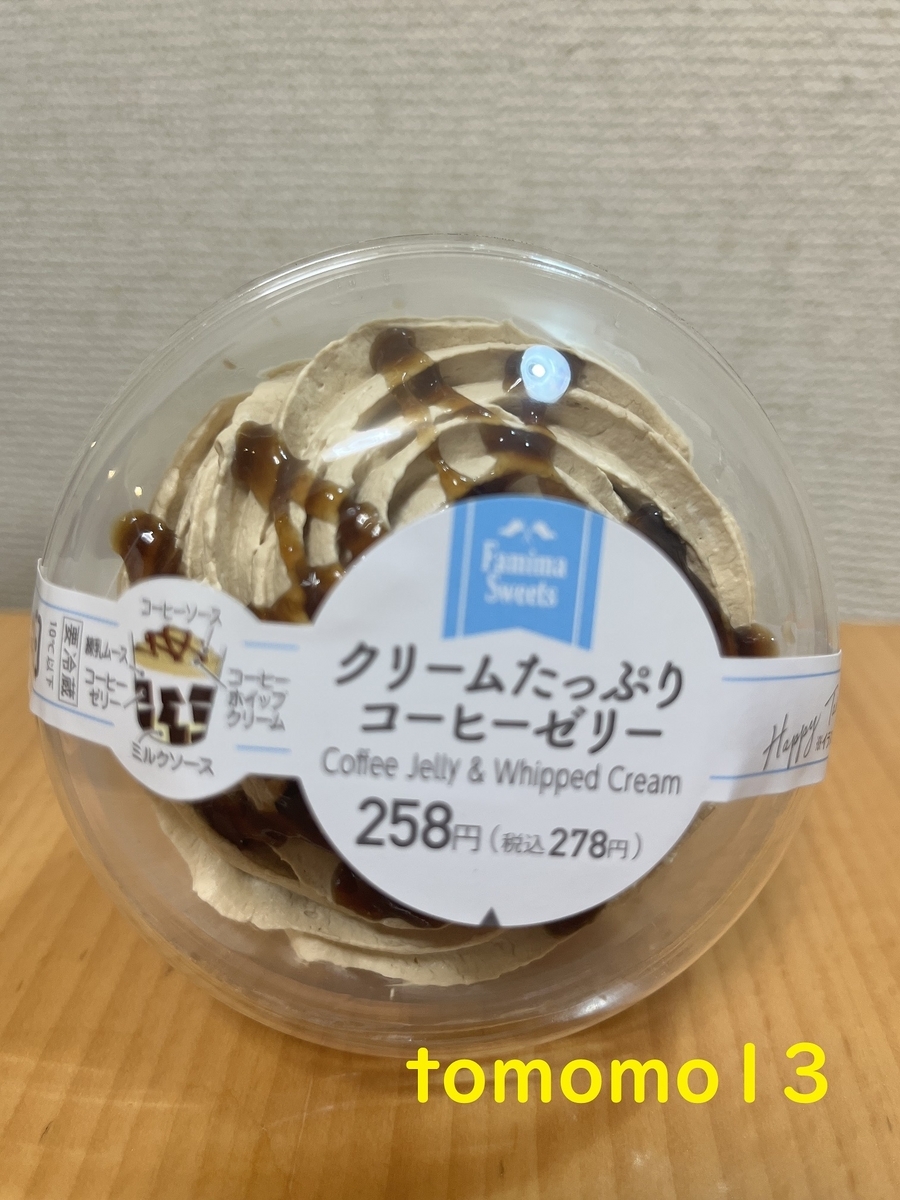 Famima
Sweets
クリームたっぷり
コーヒーゼリー
Coffee Jelly & Whipped Cream
258円(税込278円)
コーヒーソース
コーヒー
ホイップ
クリーム
ムース
コーヒー
ゼリー
ミルクソース
要冷蔵
10℃以下
Happy
tomomo13